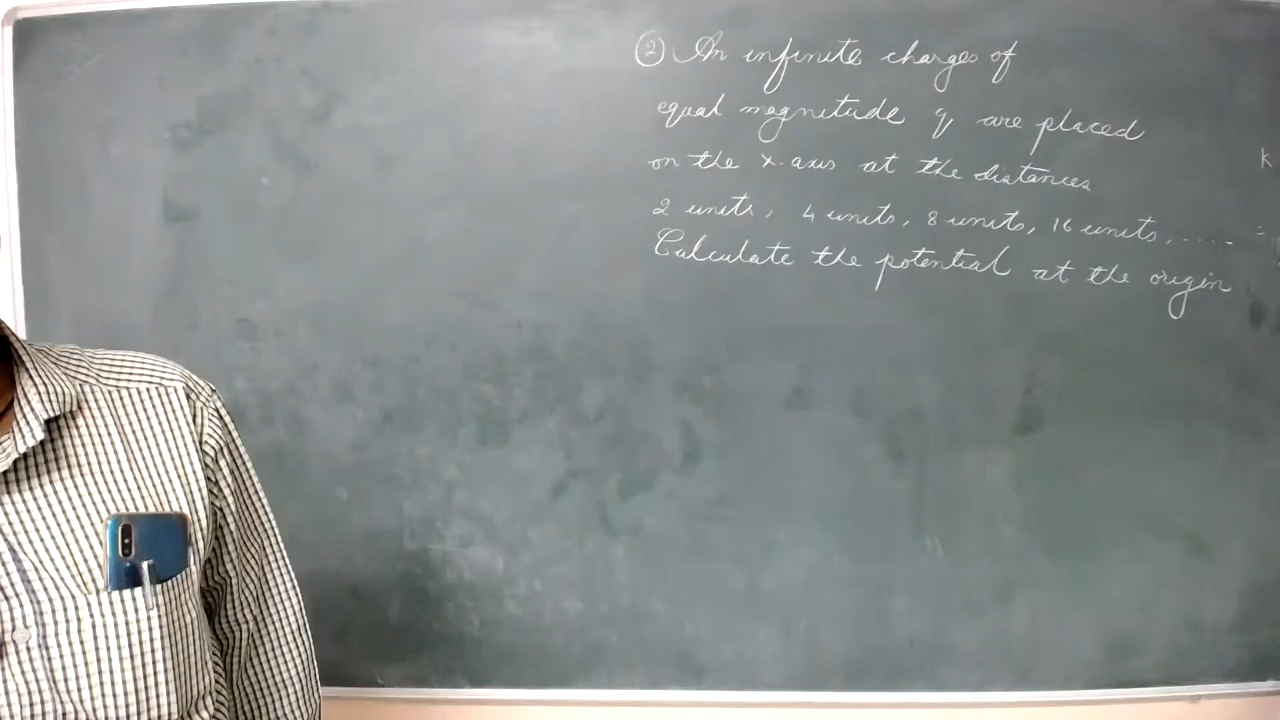 ② An infinite charges of
equal magnitude q are placed
on the x-axis at the distances
2 units, 4 units, 8 units, 16 units, .....
Calculate the potential at the origin
K
=